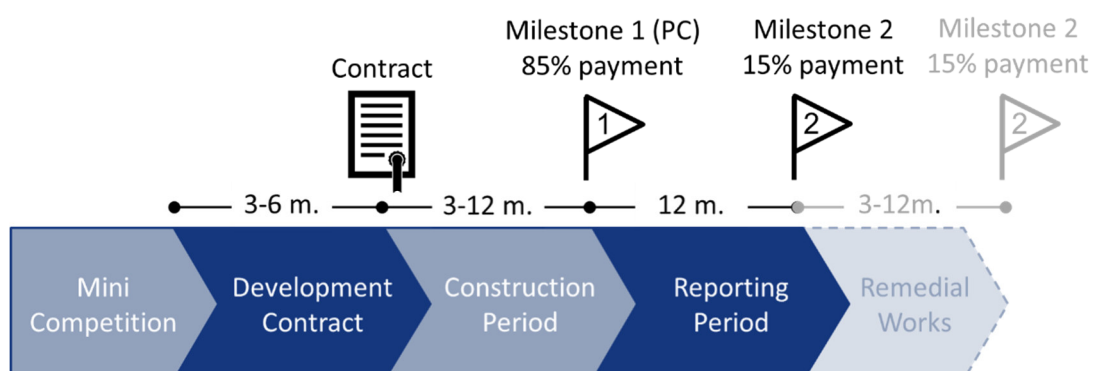 Milestone 1 (PC)
85% payment
Milestone 2
15% payment
Milestone 2
15% payment
Contract
1
2
2
3-6 m.
3-12 m.
12 m.
3-12m.
Mini
Competition
Development
Contract
Construction
Period
Reporting
Period
Remedial
Works